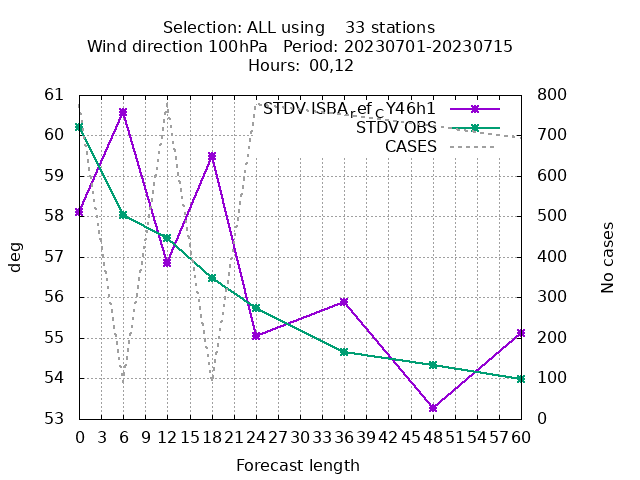 Selection: ALL using    33 stations
Wind direction 100hPa   Period: 20230701-20230715
Hours:  00,12
61 800
STDV ISBA_ref_CY46h1
60 STDV OBS 700
CASES
59 600
58 500
57 400
56 300
55 200
54 100
53 0
deg
No cases
0 3 6 9 12 15 18 21 24 27 30 33 36 39 42 45 48 51 54 57 60
Forecast length